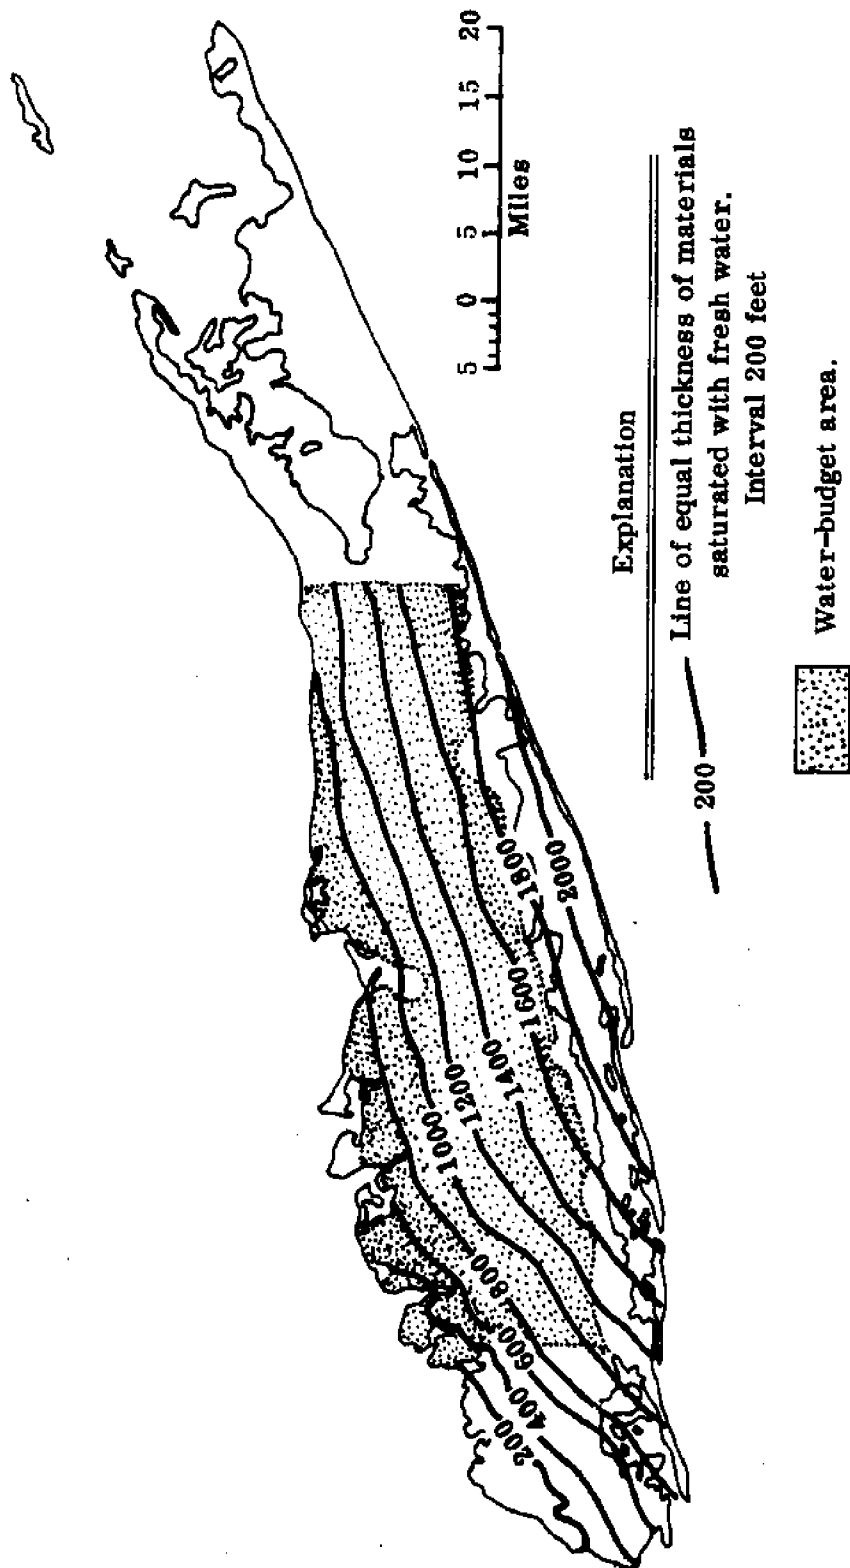 200
400
600
800
1000
1200
1400
1600
1800
2000
5 0 5 10 15 20
Miles
Explanation
200
Line of equal thickness of materials
saturated with fresh water.
Interval 200 feet
Water-budget area.